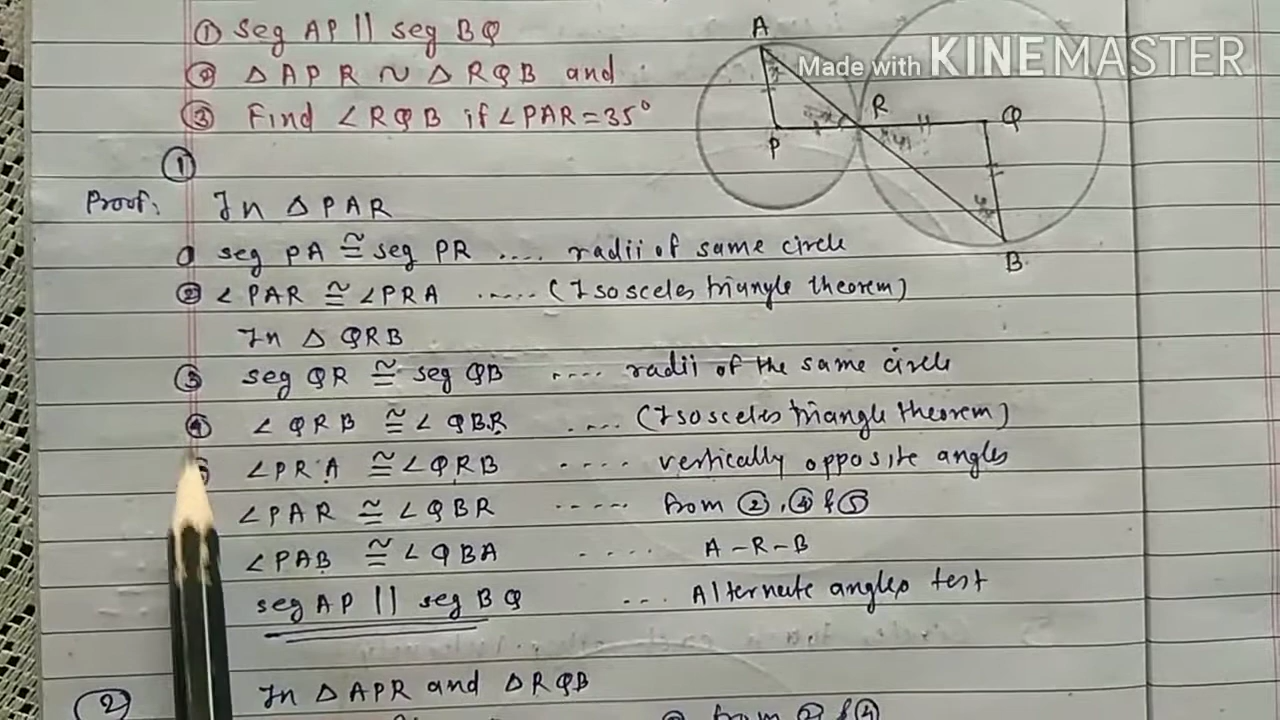 ① seg AP || seg BQ
② △APR ~ △RQB and
③ Find ∠RQB if ∠PAR = 35°
Made with KINEMASTER
A
R
P
Q
B
①
Proof: In △PAR
① seg PA ≅ seg PR .... radii of same circle
② ∠PAR ≅ ∠PRA ..... (Isosceles triangle theorem)
In △QRB
③ seg QR ≅ seg QB .... radii of the same circle
④ ∠QRB ≅ ∠QBR .... (Isosceles triangle theorem)
⑤ ∠PRA ≅ ∠QRB .... vertically opposite angles
∠PAR ≅ ∠QBR ..... from ②, ④ & ⑤
∠PAB ≅ ∠QBA .... A-R-B
seg AP || seg BQ ... Alternate angles test
② In △APR and △RQB
from ② & ④